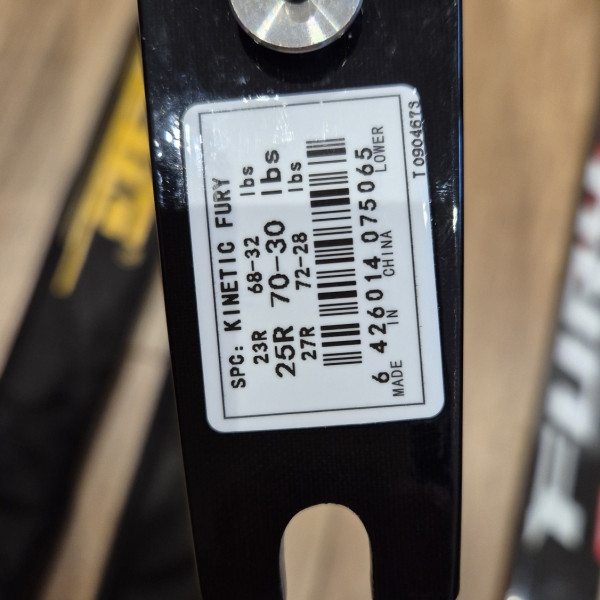 SPG: KINETIC FURY
23R 68-32 lbs
25R 70-30 lbs
27R 72-28 lbs
6 426014 075065
MADE IN CHINA LOWER
T0904673